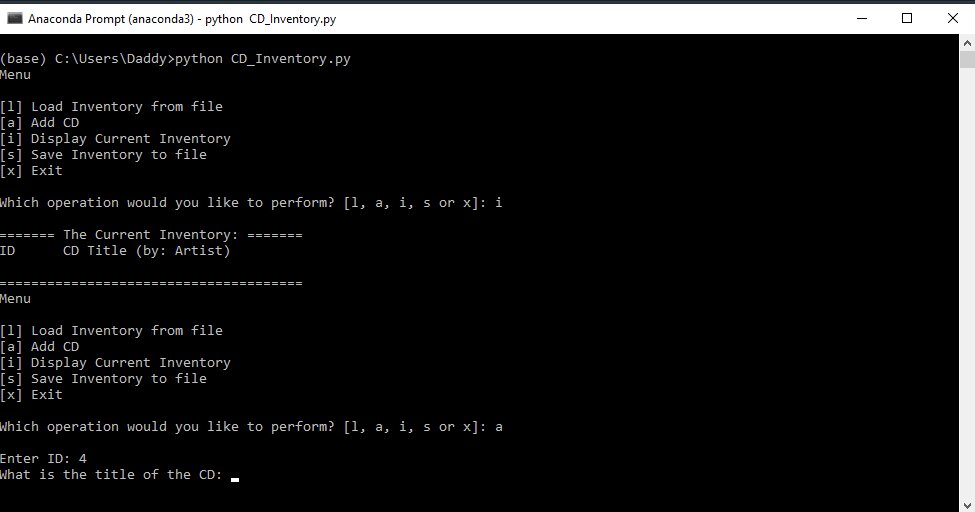 Anaconda Prompt (anaconda3) - python CD_Inventory.py
(base) C:\Users\Daddy>python CD_Inventory.py
Menu
[l] Load Inventory from file
[a] Add CD
[i] Display Current Inventory
[s] Save Inventory to file
[x] Exit
Which operation would you like to perform? [l, a, i, s or x]: i
======= The Current Inventory: =======
ID CD Title (by: Artist)
======================================
Menu
[l] Load Inventory from file
[a] Add CD
[i] Display Current Inventory
[s] Save Inventory to file
[x] Exit
Which operation would you like to perform? [l, a, i, s or x]: a
Enter ID: 4
What is the title of the CD: